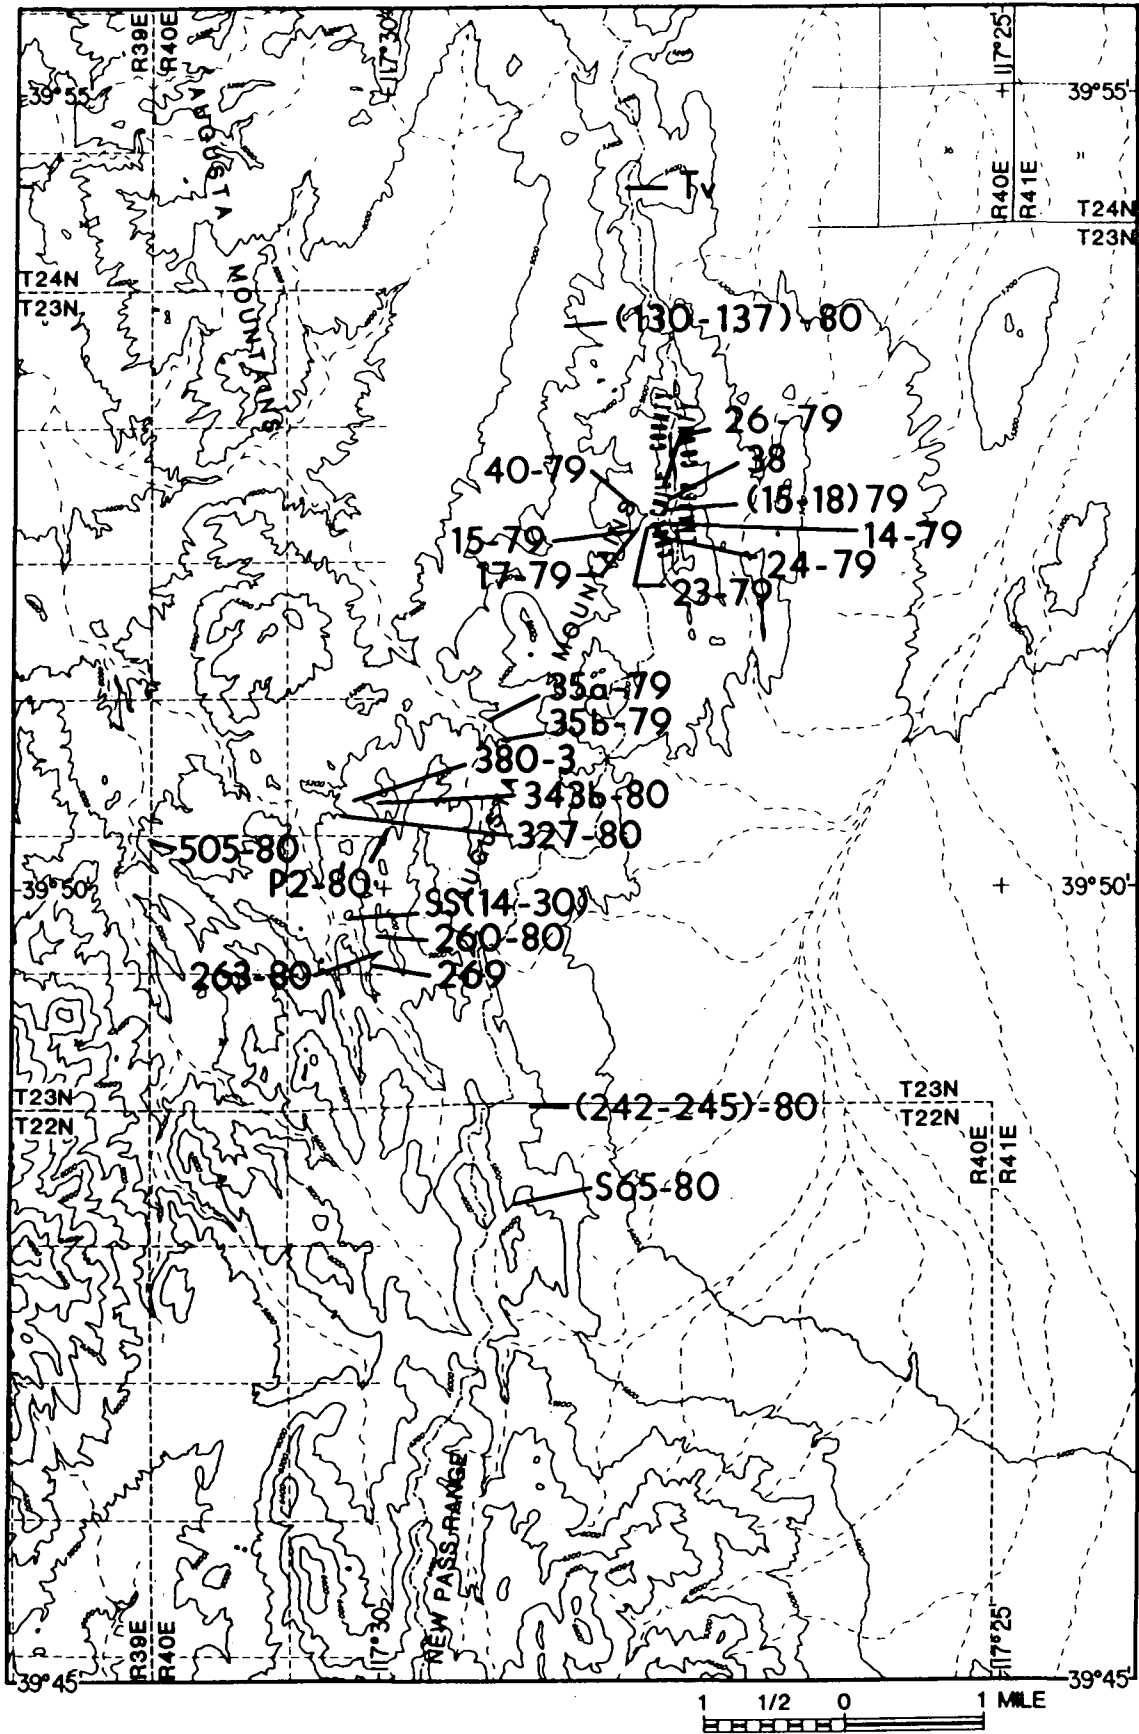 R39E
R40E
117°30'
117°25'
39°55'
39°55'
AUGUSTA
MOUNTAINS
R40E
R41E
Tv
T24N
T23N
T24N
T23N
(130-137)-80
26-79
38
40-79
(15-18)79
15-79
14-79
24-79
17-79
23-79
MOUNTAINS
35a-79
35b-79
380-3
343b-80
327-80
505-80
P2-80
39°50'
39°50'
SS(14-30)
260-80
263-80
269
T23N
T22N
(242-245)-80
T23N
T22N
R40E
R41E
S65-80
NEW PASS RANGE
R39E
R40E
117°30'
117°25'
39°45'
39°45'
1 1/2 0 1 MILE